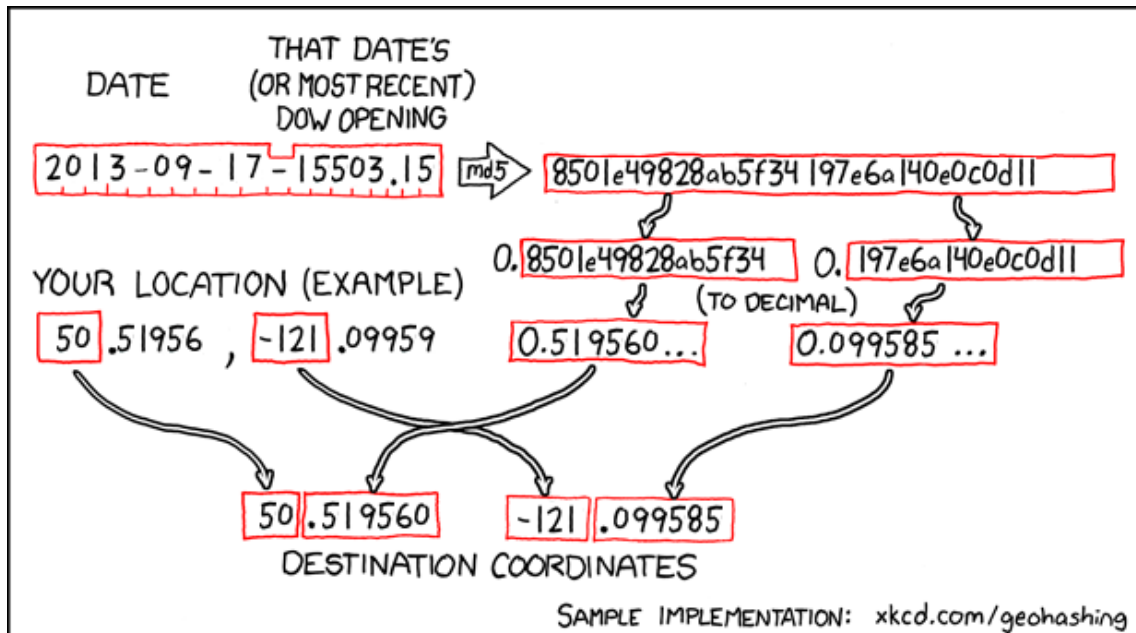 DATE
THAT DATE'S
(OR MOST RECENT)
DOW OPENING
2013-09-17-15503.15
md5
8501e49828ab5f34197e6a140e0c0d11
0.8501e49828ab5f34
0.197e6a140e0c0d11
YOUR LOCATION (EXAMPLE)
(TO DECIMAL)
50.51956, -121.09959
0.519560...
0.099585...
50.519560
-121.099585
DESTINATION COORDINATES
SAMPLE IMPLEMENTATION: xkcd.com/geohashing